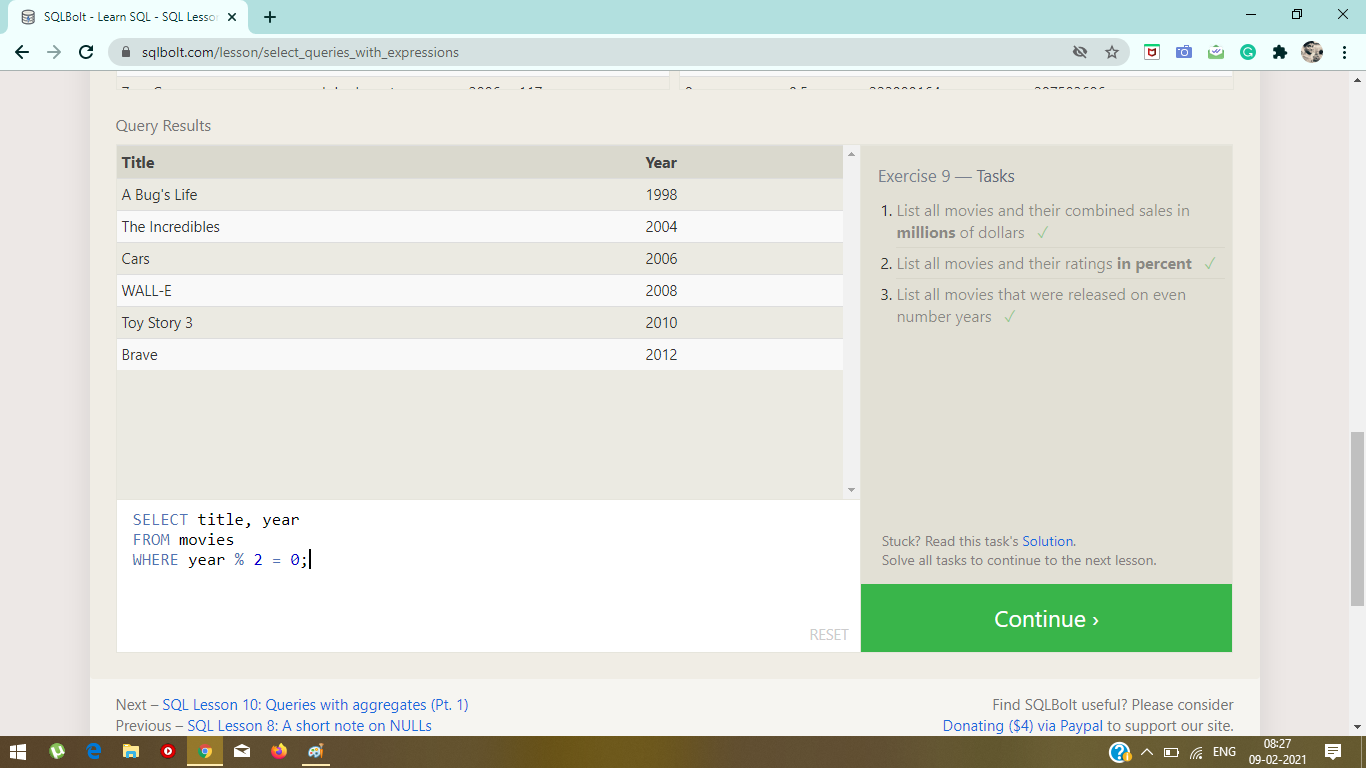 SQLBolt - Learn SQL - SQL Lesso
sqlbolt.com/lesson/select_queries_with_expressions
Query Results
Title Year
A Bug's Life 1998
The Incredibles 2004
Cars 2006
WALL-E 2008
Toy Story 3 2010
Brave 2012
SELECT title, year
FROM movies
WHERE year % 2 = 0;
RESET
Exercise 9 — Tasks
1. List all movies and their combined sales in
millions of dollars ✓
2. List all movies and their ratings in percent ✓
3. List all movies that were released on even
number years ✓
Stuck? Read this task's Solution.
Solve all tasks to continue to the next lesson.
Continue ›
Next – SQL Lesson 10: Queries with aggregates (Pt. 1)
Previous – SQL Lesson 8: A short note on NULLs
Find SQLBolt useful? Please consider
Donating ($4) via Paypal to support our site.
ENG
08:27
09-02-2021